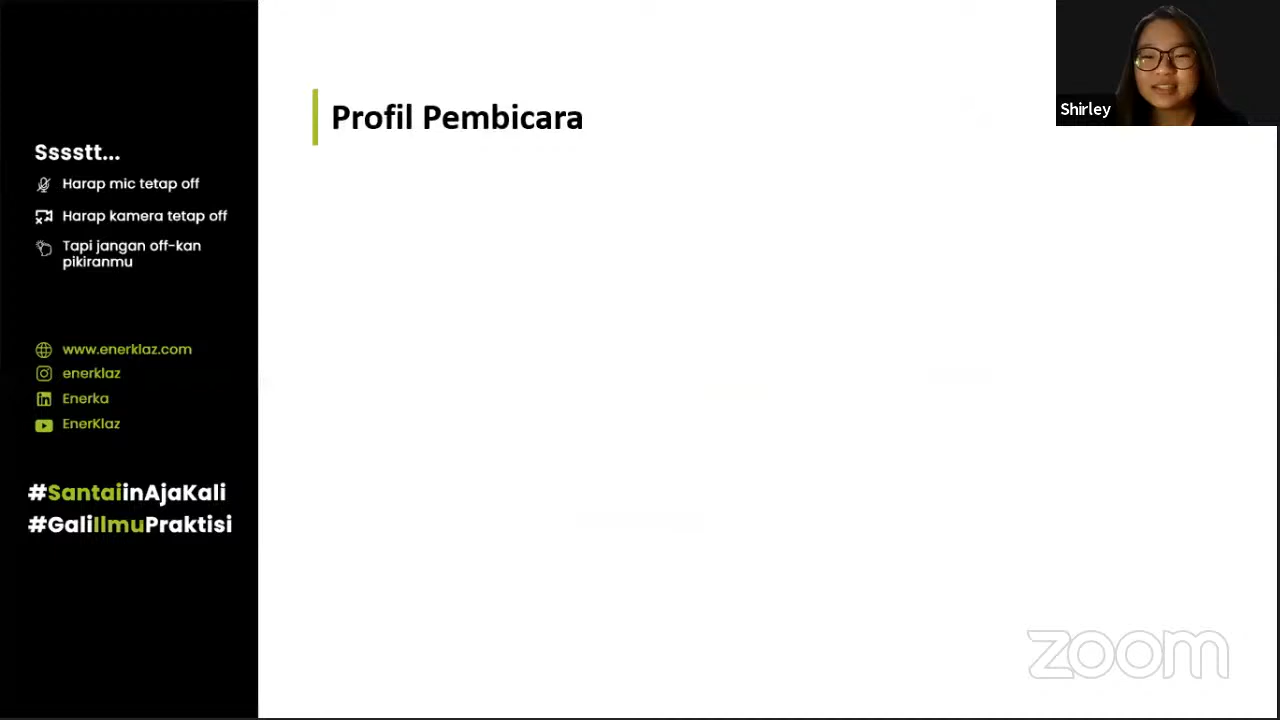 Profil Pembicara
Shirley
Sssstt...
Harap mic tetap off
Harap kamera tetap off
Tapi jangan off-kan
pikiranmu
www.enerklaz.com
enerklaz
Enerka
EnerKlaz
#SantaiinAjaKali
#GaliIlmuPraktisi
zoom